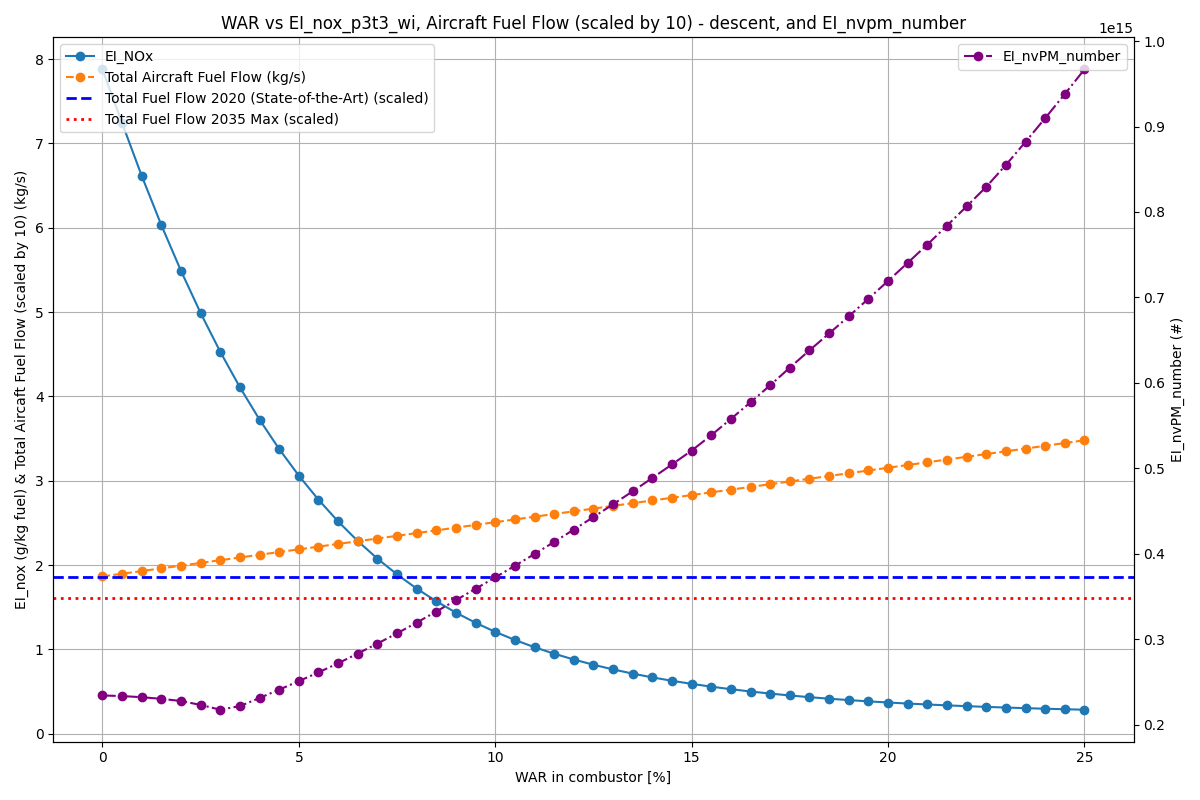 WAR vs EI_nox_p3t3_wi, Aircraft Fuel Flow (scaled by 10) - descent, and EI_nvpm_number
1e15
EI_NOx
Total Aircraft Fuel Flow (kg/s)
Total Fuel Flow 2020 (State-of-the-Art) (scaled)
Total Fuel Flow 2035 Max (scaled)
EI_nvPM_number
EI_nox (g/kg fuel) & Total Aircaft Fuel Flow (scaled by 10) (kg/s)
8
7
6
5
4
3
2
1
0
1.0
0.9
0.8
0.7
0.6
0.5
0.4
0.3
0.2
EI_nvPM_number (#)
0 5 10 15 20 25
WAR in combustor [%]